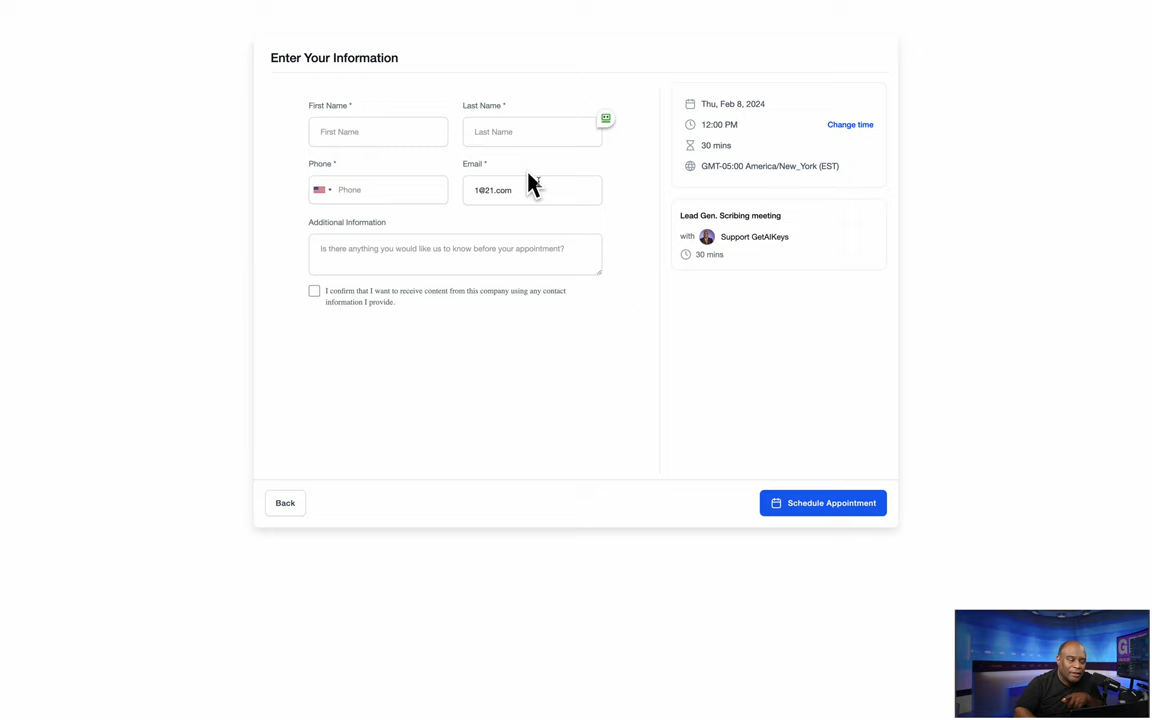 Enter Your Information
First Name *
Last Name *
First Name
Last Name
Phone *
Email *
Phone
1@21.com
Additional Information
Is there anything you would like us to know before your appointment?
I confirm that I want to receive content from this company using any contact
information I provide.
Thu, Feb 8, 2024
12:00 PM
Change time
30 mins
GMT-05:00 America/New_York (EST)
Lead Gen. Scribing meeting
with Support GetAIKeys
30 mins
Back
Schedule Appointment
G